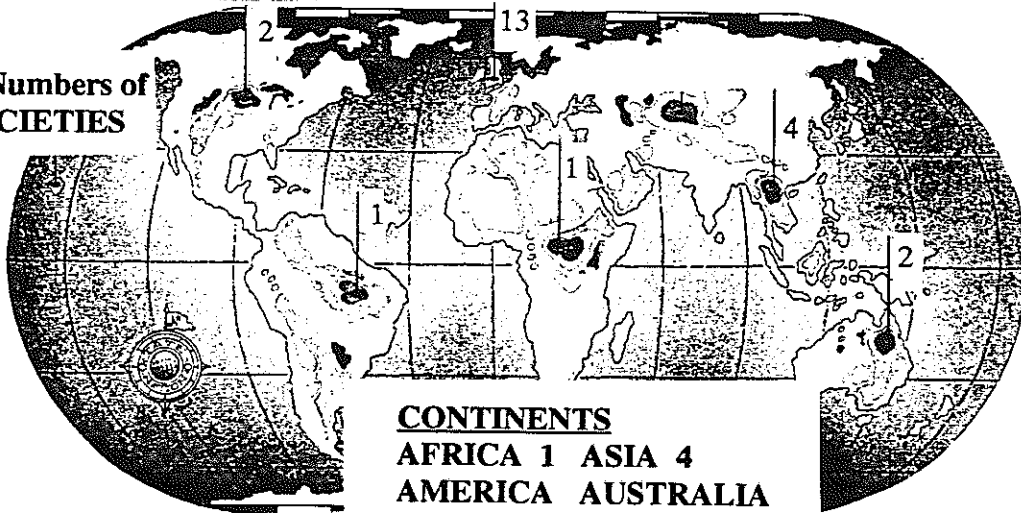 2
13
Numbers of
CIETIES
4
1
1
2
CONTINENTS
AFRICA 1 ASIA 4
AMERICA AUSTRALIA